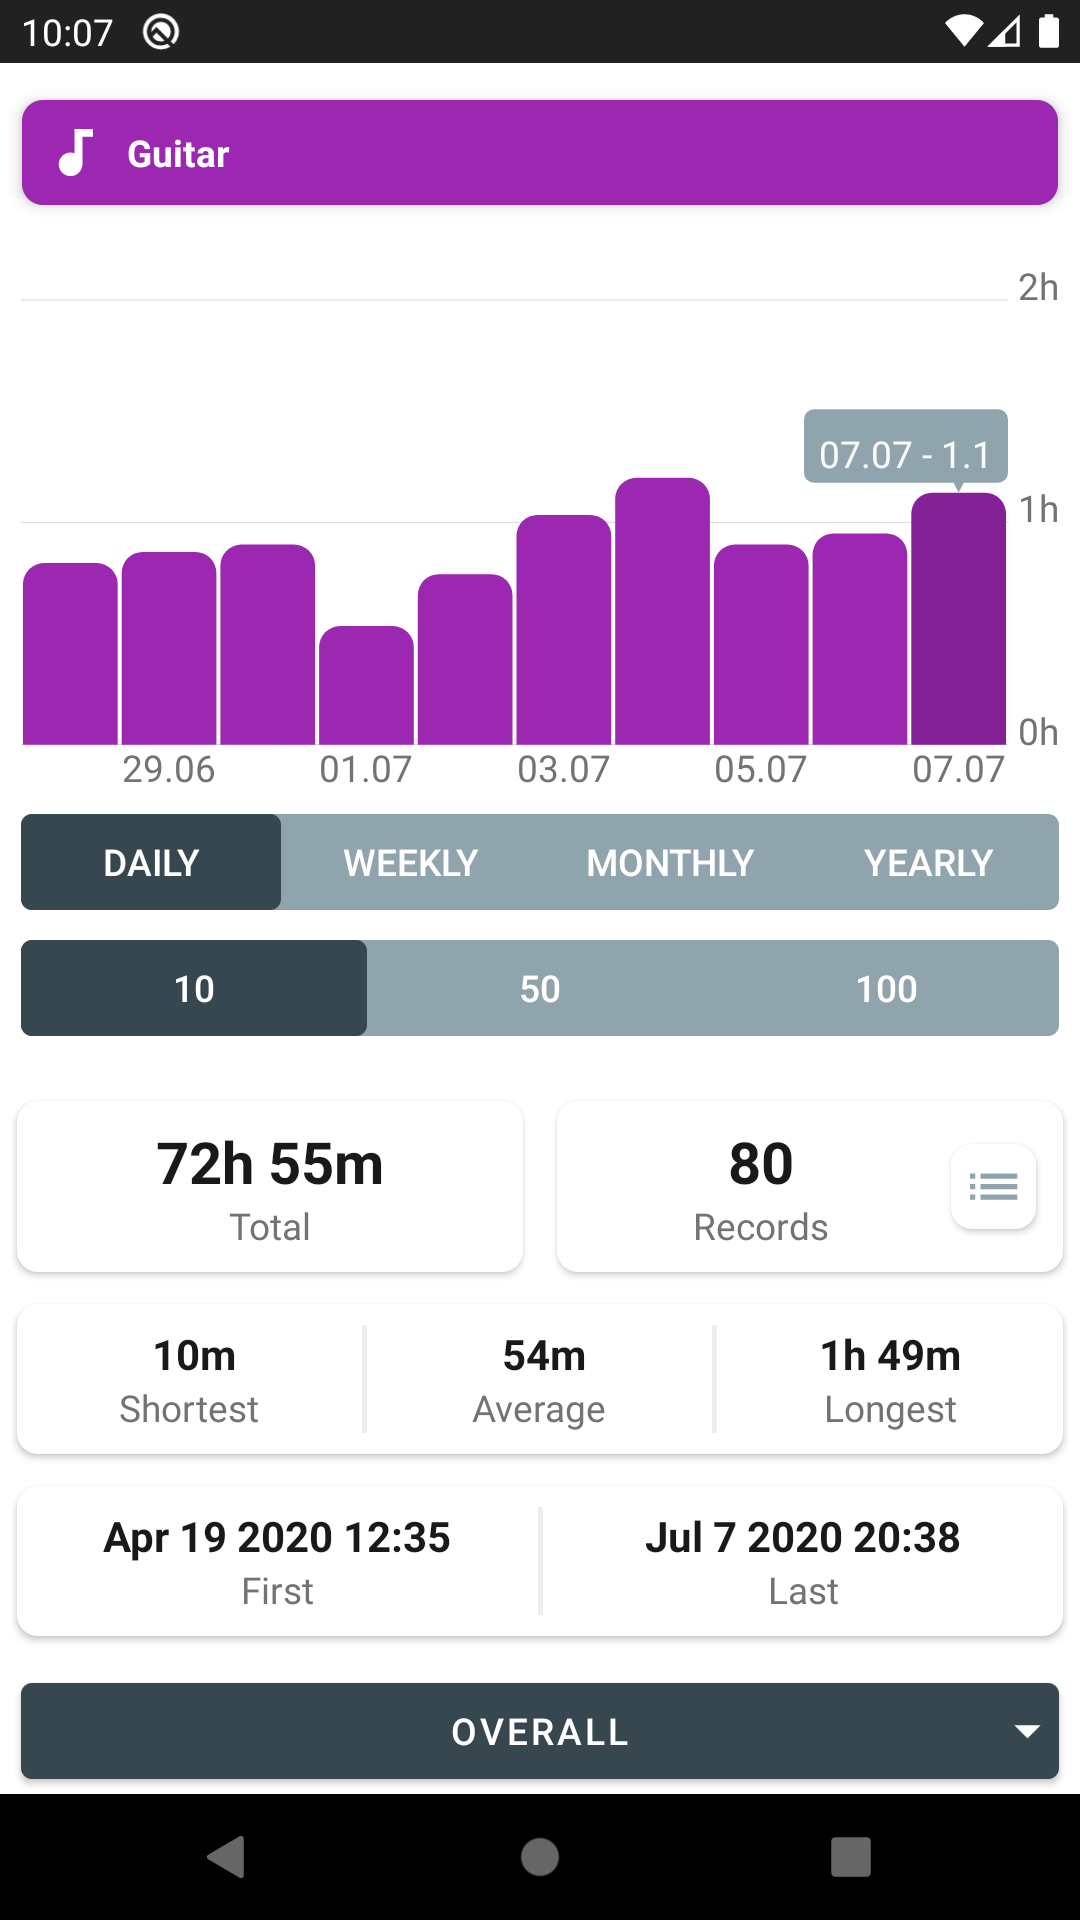 10:07
Guitar
2h
07.07 - 1.1
1h
0h
29.06 01.07 03.07 05.07 07.07
DAILY WEEKLY MONTHLY YEARLY
10 50 100
72h 55m 80
Total Records
10m 54m 1h 49m
Shortest Average Longest
Apr 19 2020 12:35 Jul 7 2020 20:38
First Last
OVERALL